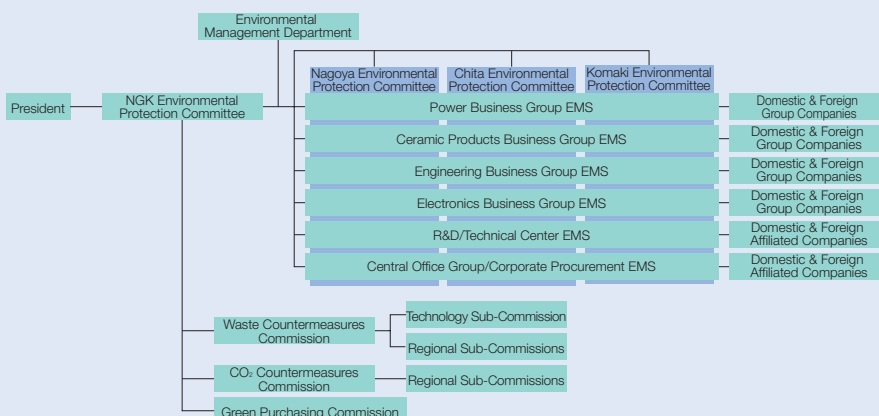 Environmental
Management Department
Nagoya Environmental
Protection Committee
Chita Environmental
Protection Committee
Komaki Environmental
Protection Committee
President
NGK Environmental
Protection Committee
Power Business Group EMS
Domestic & Foreign
Group Companies
Ceramic Products Business Group EMS
Domestic & Foreign
Group Companies
Engineering Business Group EMS
Domestic & Foreign
Group Companies
Electronics Business Group EMS
Domestic & Foreign
Group Companies
R&D/Technical Center EMS
Domestic & Foreign
Affiliated Companies
Central Office Group/Corporate Procurement EMS
Domestic & Foreign
Affiliated Companies
Waste Countermeasures
Commission
Technology Sub-Commission
Regional Sub-Commissions
CO₂ Countermeasures
Commission
Regional Sub-Commissions
Green Purchasing Commission